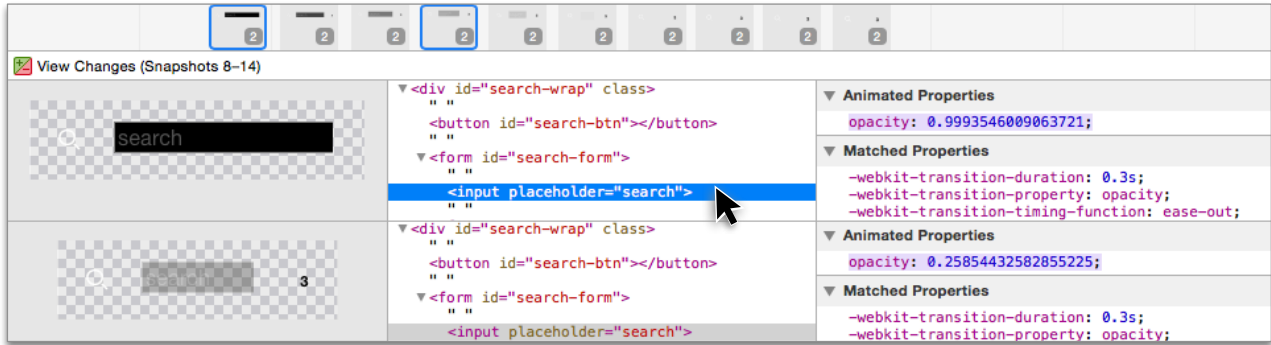 2 2 2 2 2 2 2 2 2 2
View Changes (Snapshots 8–14)
search
▼<div id="search-wrap" class>
" "
<button id="search-btn"></button>
" "
▼<form id="search-form">
" "
<input placeholder="search">
" "
▼ Animated Properties
opacity: 0.9993546009063721;
▼ Matched Properties
-webkit-transition-duration: 0.3s;
-webkit-transition-property: opacity;
-webkit-transition-timing-function: ease-out;
search
3
▼<div id="search-wrap" class>
" "
<button id="search-btn"></button>
" "
▼<form id="search-form">
" "
<input placeholder="search">
▼ Animated Properties
opacity: 0.25854432582855225;
▼ Matched Properties
-webkit-transition-duration: 0.3s;
-webkit-transition-property: opacity;